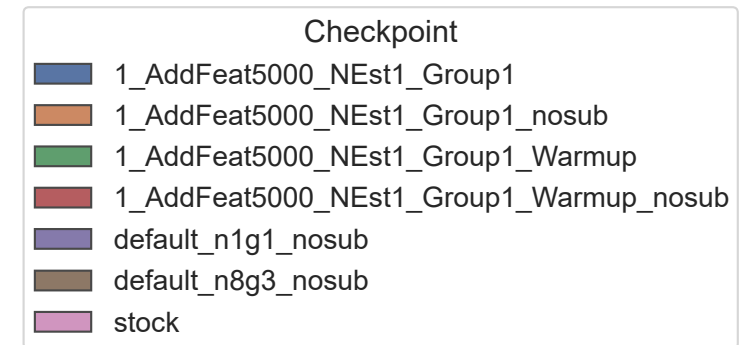 Checkpoint
1_AddFeat5000_NEst1_Group1
1_AddFeat5000_NEst1_Group1_nosub
1_AddFeat5000_NEst1_Group1_Warmup
1_AddFeat5000_NEst1_Group1_Warmup_nosub
default_n1g1_nosub
default_n8g3_nosub
stock